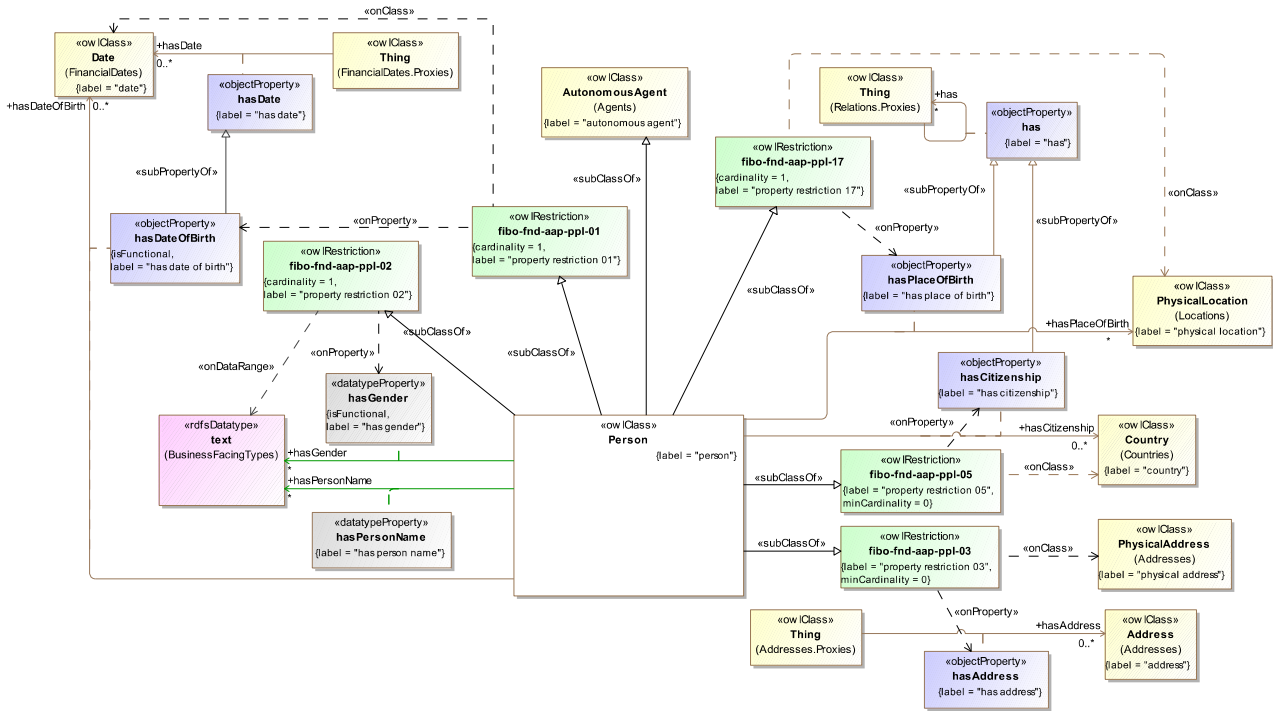 «onClass»
«owlClass»
Date
(FinancialDates)
{label = "date"}
+hasDate
0..*
«owlClass»
Thing
(FinancialDates.Proxies)
«objectProperty»
hasDate
{label = "has date"}
+hasDateOfBirth
0..*
«owlClass»
AutonomousAgent
(Agents)
{label = "autonomous agent"}
«owlClass»
Thing
(Relations.Proxies)
+has
*
«objectProperty»
has
{label = "has"}
«owlRestriction»
fibo-fnd-aap-ppl-17
{cardinality = 1,
label = "property restriction 17"}
«subPropertyOf»
«subClassOf»
«subPropertyOf»
«onClass»
«subPropertyOf»
«objectProperty»
hasDateOfBirth
{isFunctional,
label = "has date of birth"}
«onProperty»
«owlRestriction»
fibo-fnd-aap-ppl-01
{cardinality = 1,
label = "property restriction 01"}
«onProperty»
«owlRestriction»
fibo-fnd-aap-ppl-02
{cardinality = 1,
label = "property restriction 02"}
«objectProperty»
hasPlaceOfBirth
{label = "has place of birth"}
«subClassOf»
«owlClass»
PhysicalLocation
(Locations)
{label = "physical location"}
+hasPlaceOfBirth
*
«subClassOf»
«onProperty»
«subClassOf»
«onDataRange»
«objectProperty»
hasCitizenship
{label = "has citizenship"}
«datatypeProperty»
hasGender
{isFunctional,
label = "has gender"}
«rdfsDatatype»
text
(BusinessFacingTypes)
«owlClass»
Person
{label = "person"}
«onProperty»
+hasCitizenship
0..*
«owlClass»
Country
(Countries)
{label = "country"}
+hasGender
*
+hasPersonName
*
«subClassOf»
«owlRestriction»
fibo-fnd-aap-ppl-05
{label = "property restriction 05",
minCardinality = 0}
«onClass»
«datatypeProperty»
hasPersonName
{label = "has person name"}
«subClassOf»
«owlRestriction»
fibo-fnd-aap-ppl-03
{label = "property restriction 03",
minCardinality = 0}
«onClass»
«owlClass»
PhysicalAddress
(Addresses)
{label = "physical address"}
«onProperty»
«owlClass»
Thing
(Addresses.Proxies)
+hasAddress
0..*
«owlClass»
Address
(Addresses)
{label = "address"}
«objectProperty»
hasAddress
{label = "has address"}